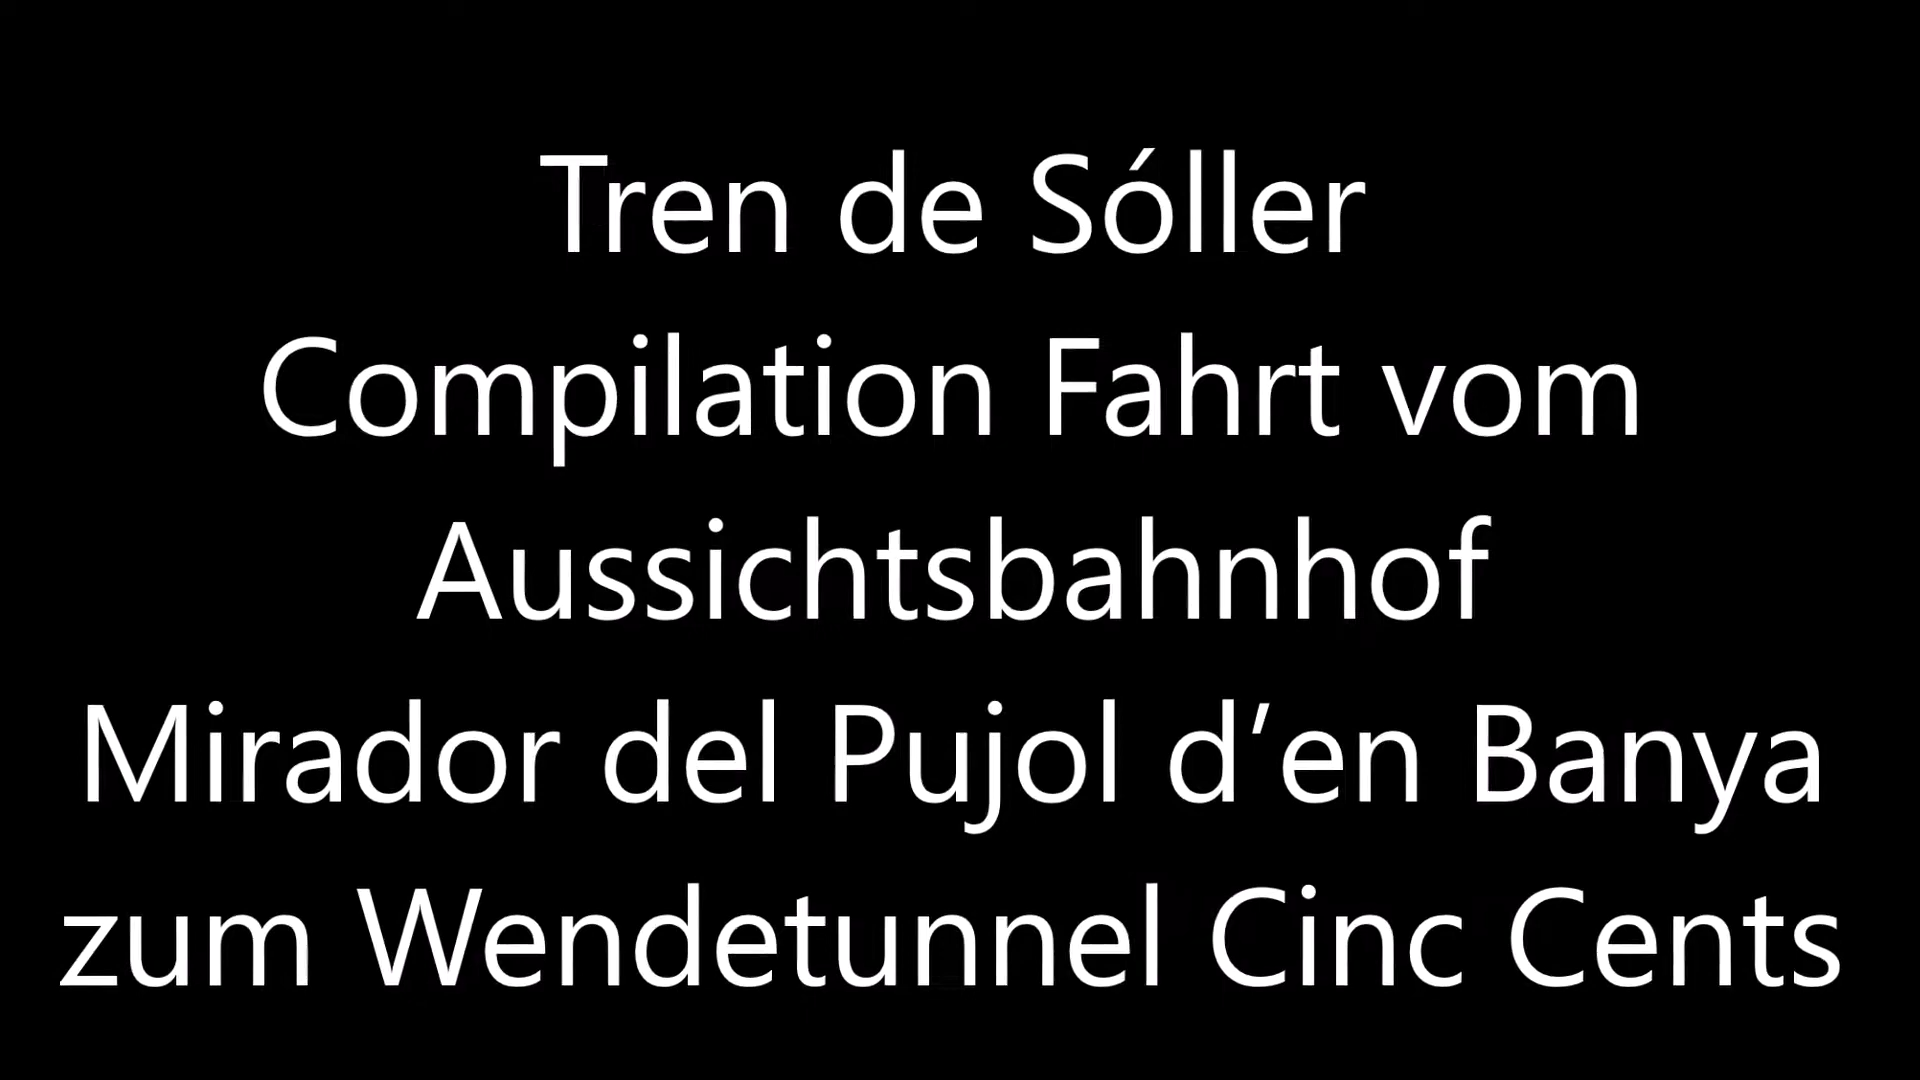 Tren de Sóller
Compilation Fahrt vom
Aussichtsbahnhof
Mirador del Pujol d’en Banya
zum Wendetunnel Cinc Cents